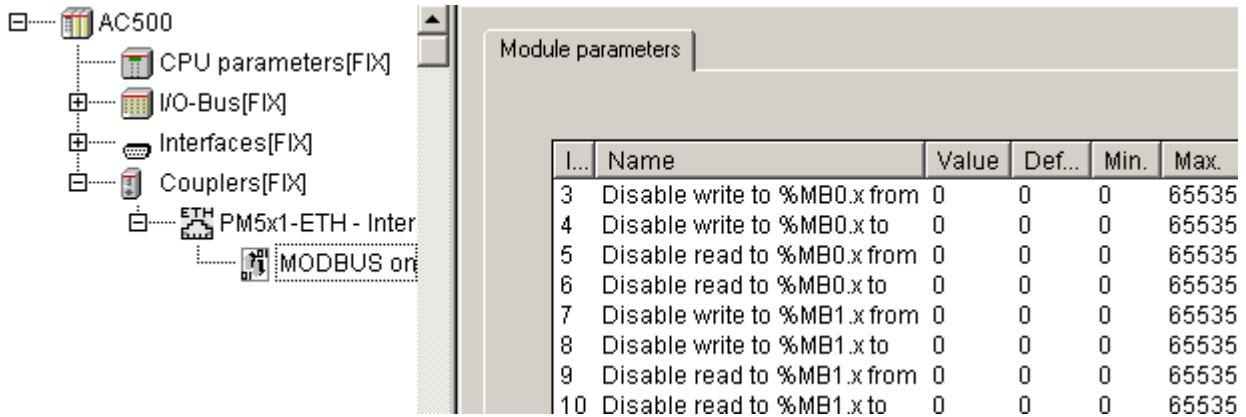 AC500
CPU parameters[FIX]
I/O-Bus[FIX]
Interfaces[FIX]
Couplers[FIX]
PM5x1-ETH - Inter
MODBUS on
Module parameters
I... Name Value Def... Min. Max.
3 Disable write to %MB0.x from 0 0 0 65535
4 Disable write to %MB0.x to 0 0 0 65535
5 Disable read to %MB0.x from 0 0 0 65535
6 Disable read to %MB0.x to 0 0 0 65535
7 Disable write to %MB1.x from 0 0 0 65535
8 Disable write to %MB1.x to 0 0 0 65535
9 Disable read to %MB1.x from 0 0 0 65535
10 Disable read to %MB1.x to 0 0 0 65535